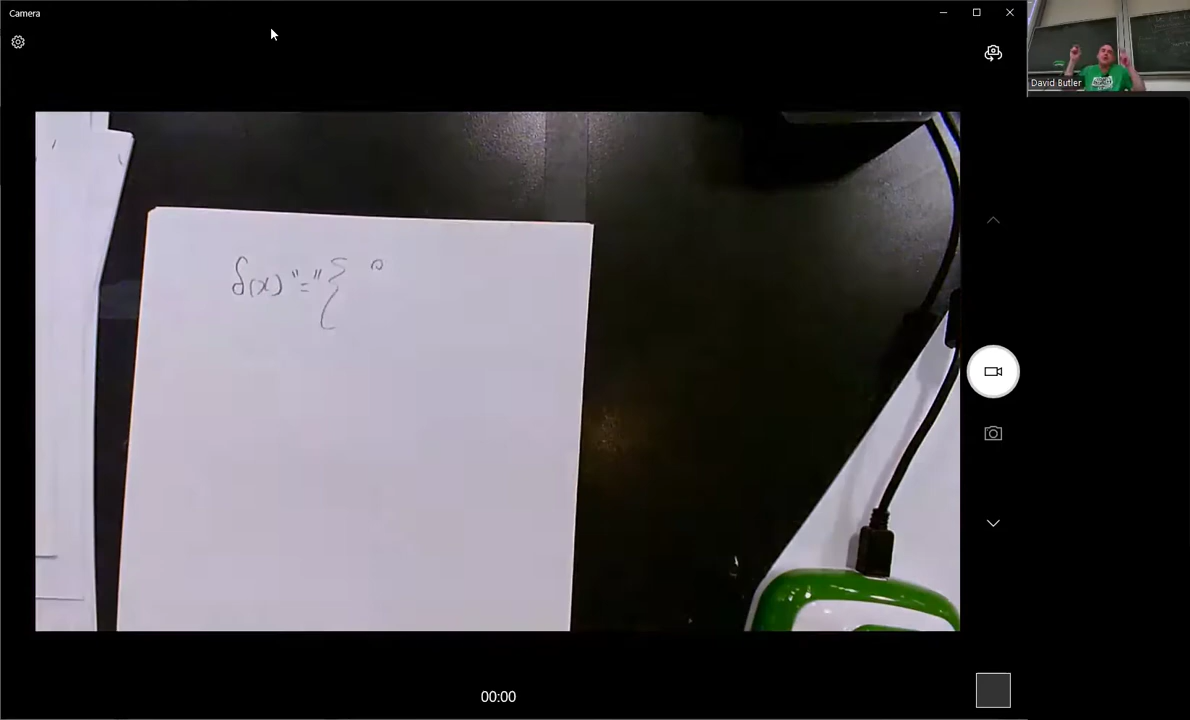 Camera
David Butler
δ(x) "=" { 0
00:00